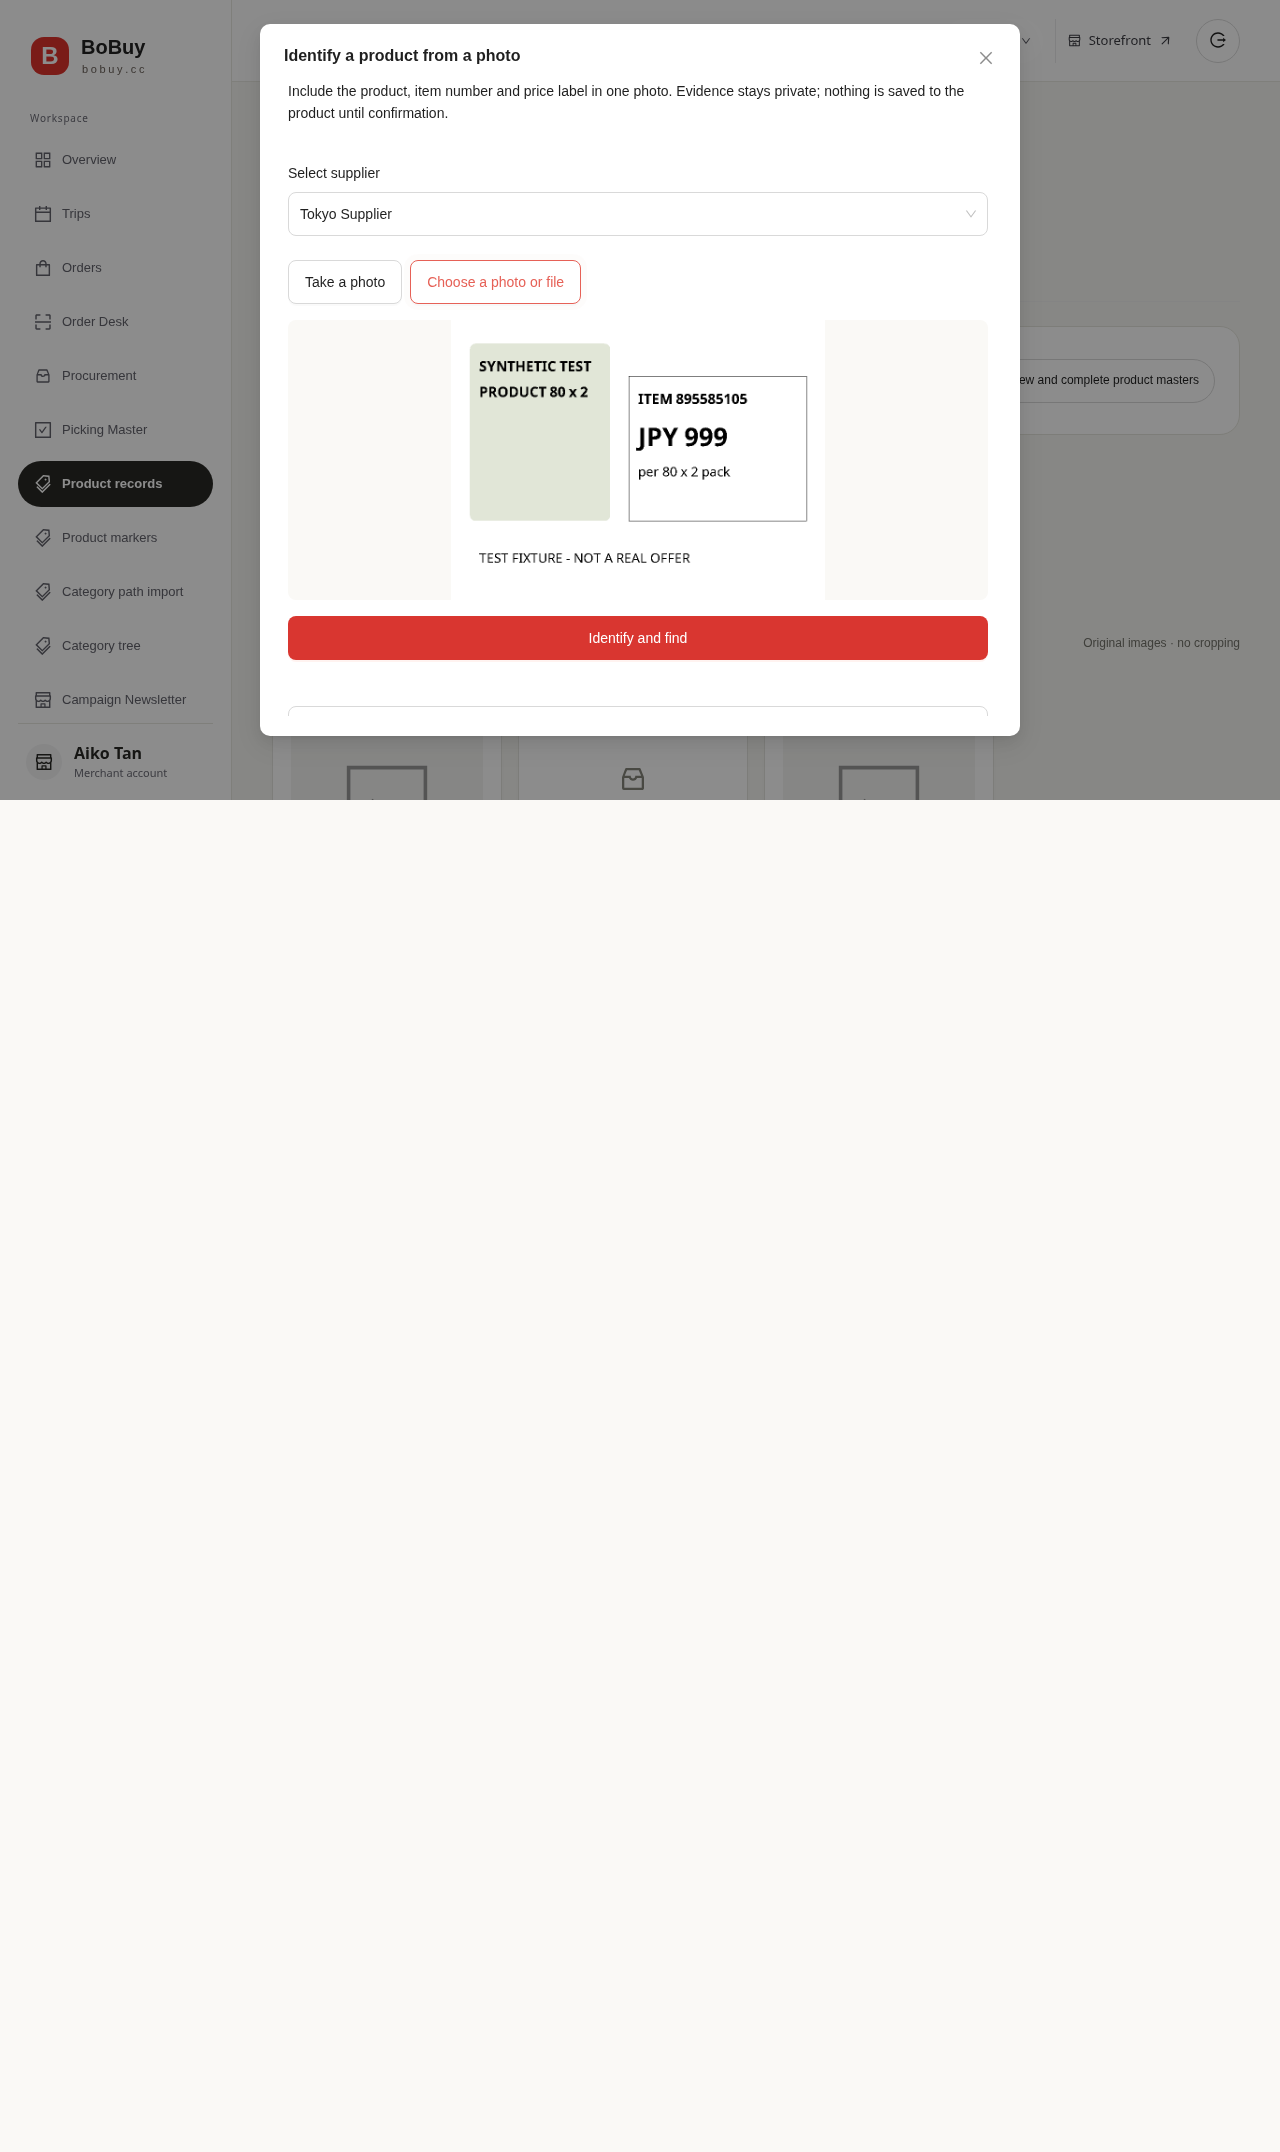 B
BoBuy
bobuy.cc
Workspace
Overview
Trips
Orders
Order Desk
Procurement
Picking Master
Product records
Product markers
Category path import
Category tree
Campaign Newsletter
Aiko Tan
Merchant account
Storefront
Identify a product from a photo
Include the product, item number and price label in one photo. Evidence stays private; nothing is saved to the
product until confirmation.
Select supplier
Tokyo Supplier
Take a photo
Choose a photo or file
SYNTHETIC TEST
PRODUCT 80 x 2
ITEM 895585105
JPY 999
per 80 x 2 pack
TEST FIXTURE - NOT A REAL OFFER
Identify and find
and complete product masters
Original images · no cropping